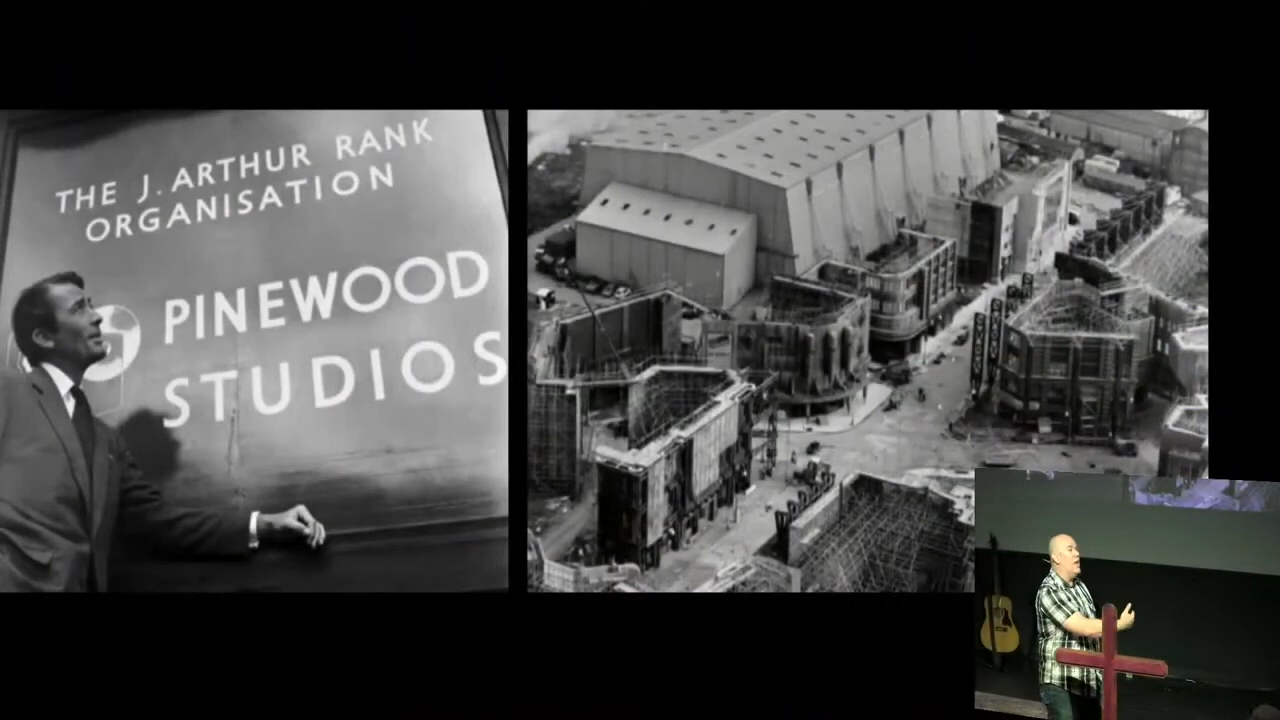 THE J. ARTHUR RANK
ORGANISATION
PINEWOOD
STUDIOS